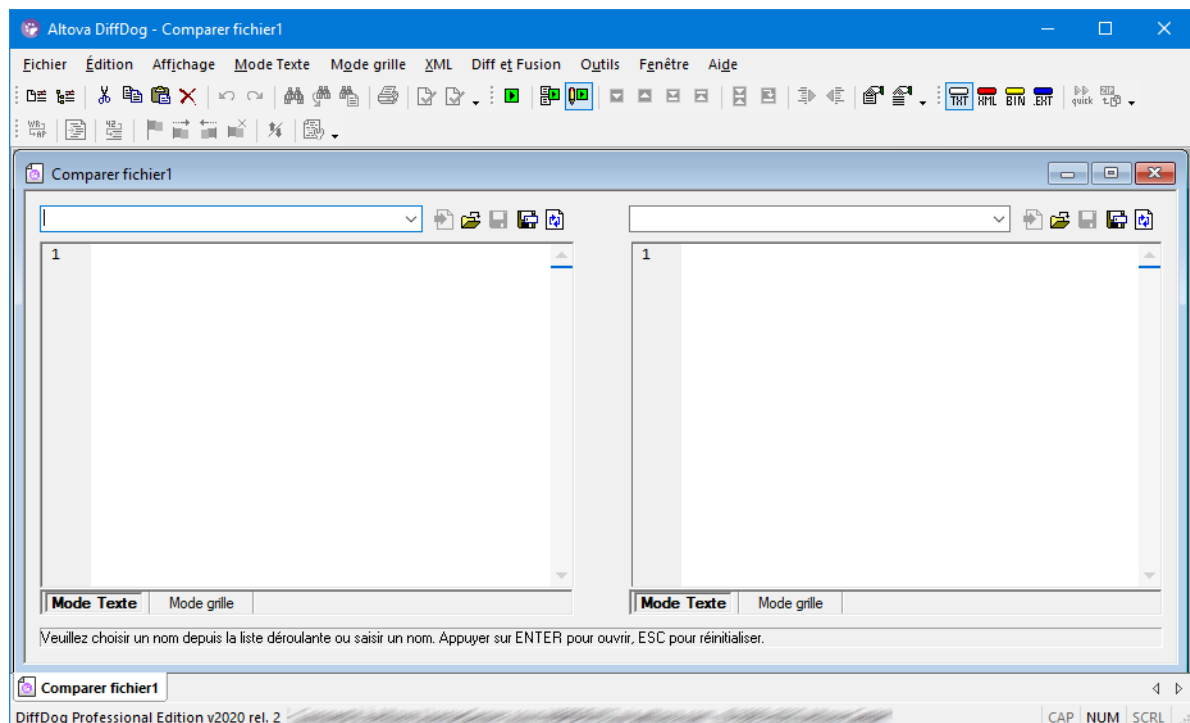 Altova DiffDog - Comparer fichier1
Fichier Édition Affichage Mode Texte Mode grille XML Diff et Fusion Outils Fenêtre Aide
TXT XML BIN .EXT quick
Comparer fichier1
1 1
Mode Texte Mode grille Mode Texte Mode grille
Veuillez choisir un nom depuis la liste déroulante ou saisir un nom. Appuyer sur ENTER pour ouvrir, ESC pour réinitialiser.
Comparer fichier1
DiffDog Professional Edition v2020 rel. 2 CAP NUM SCRL